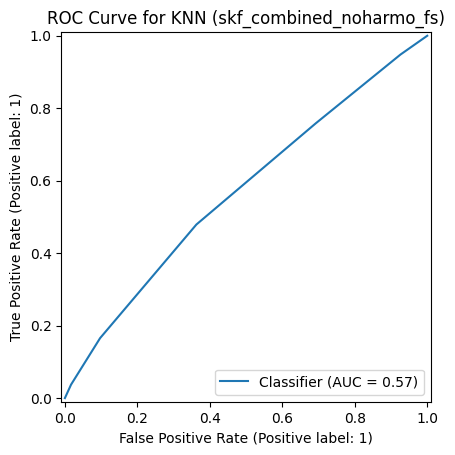 ROC Curve for KNN (skf_combined_noharmo_fs)
1.0
0.8
0.6
0.4
0.2
0.0
True Positive Rate (Positive label: 1)
Classifier (AUC = 0.57)
0.0 0.2 0.4 0.6 0.8 1.0
False Positive Rate (Positive label: 1)